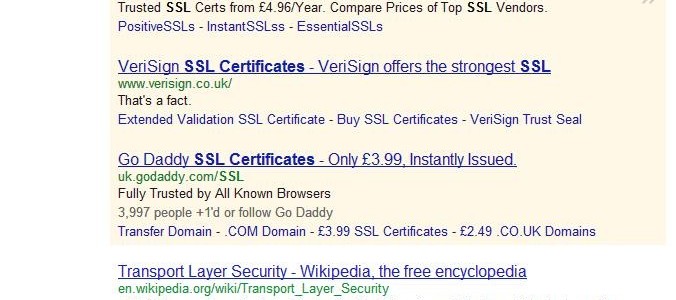 Trusted SSL Certs from £4.96/Year. Compare Prices of Top SSL Vendors.
PositiveSSLs - InstantSSLss - EssentialSSLs
VeriSign SSL Certificates - VeriSign offers the strongest SSL
www.verisign.co.uk/
That's a fact.
Extended Validation SSL Certificate - Buy SSL Certificates - VeriSign Trust Seal
Go Daddy SSL Certificates - Only £3.99, Instantly Issued.
uk.godaddy.com/SSL
Fully Trusted by All Known Browsers
3,997 people +1'd or follow Go Daddy
Transfer Domain - .COM Domain - £3.99 SSL Certificates - £2.49 .CO.UK Domains
Transport Layer Security - Wikipedia, the free encyclopedia
en.wikipedia.org/wiki/Transport_Layer_Security